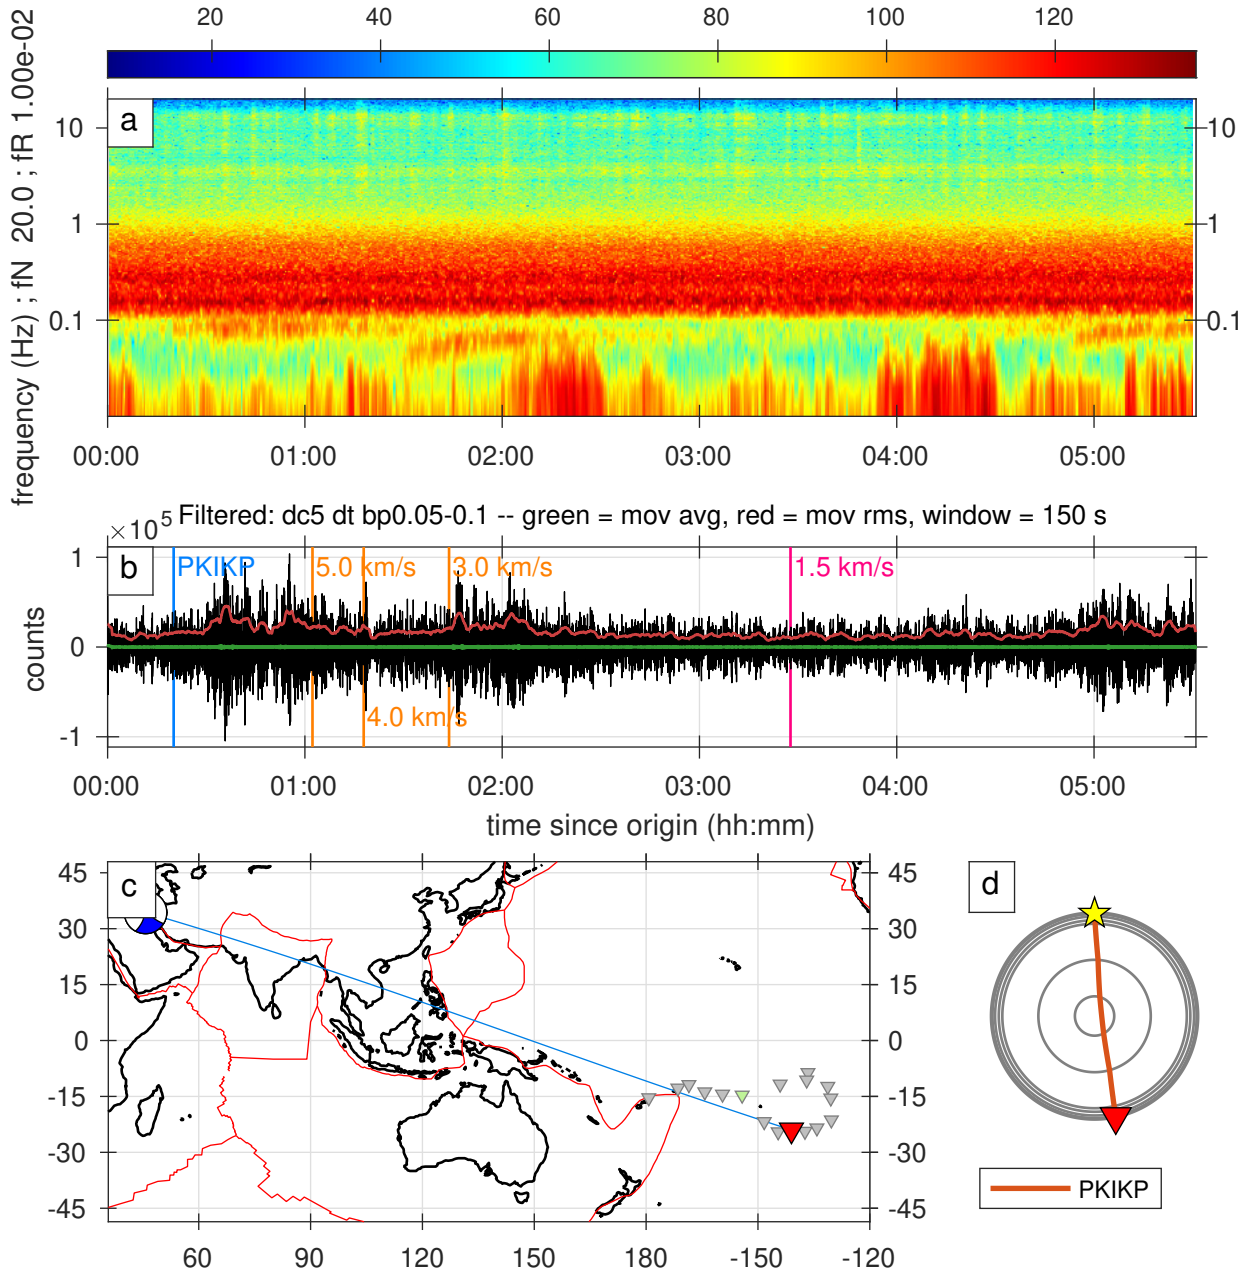 20 40 60 80 100 120
frequency (Hz) ; fN 20.0 ; fR 1.00e-02
a
10 10
1 1
0.1 0.1
00:00 01:00 02:00 03:00 04:00 05:00
×10^5 Filtered: dc5 dt bp0.05-0.1 -- green = mov avg, red = mov rms, window = 150 s
b
PKIKP 5.0 km/s 3.0 km/s 1.5 km/s
4.0 km/s
counts
1
0
-1
00:00 01:00 02:00 03:00 04:00 05:00
time since origin (hh:mm)
c
d
45 45
30 30
15 15
0 0
-15 -15
-30 -30
-45 -45
60 90 120 150 180 -150 -120
PKIKP